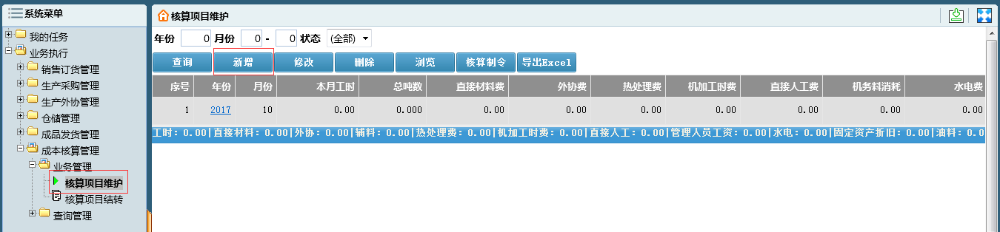 系统菜单
我的任务
业务执行
销售订货管理
生产采购管理
生产外协管理
仓储管理
成品发货管理
成本核算管理
业务管理
核算项目维护
核算项目结转
查询管理
核算项目维护
年份 0 月份 0 - 0 状态 (全部)
查询 新增 修改 删除 浏览 核算制令 导出Excel
序号 年份 月份 本月工时 总吨数 直接材料费 外协费 热处理费 机加工时费 直接人工费 机务料消耗 水电费
1 2017 10 0.00 0.000 0.00 0.00 0.00 0.00 0.00 0.00 0.00
工时: 0.00|直接材料: 0.00|外协: 0.00|辅料: 0.00|热处理费: 0.00|机加工时费: 0.00|直接人工: 0.00|管理人员工资: 0.00|水电: 0.00|固定资产折旧: 0.00|油料: 0.0